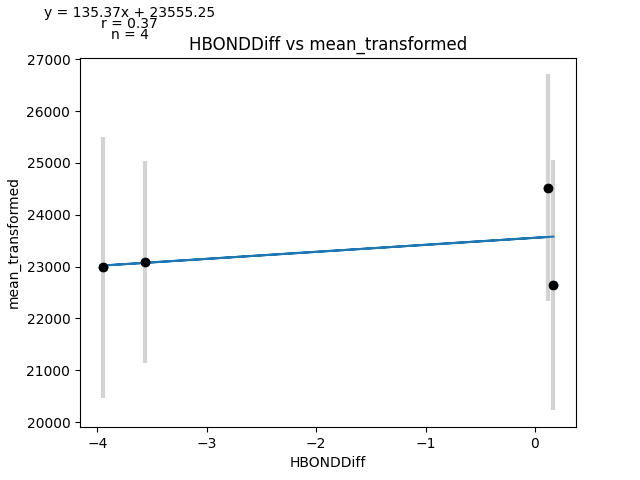 y = 135.37x + 23555.25
r = 0.37
n = 4
HBONDDiff vs mean_transformed
27000
26000
25000
24000
23000
22000
21000
20000
mean_transformed
−4
−3
−2
−1
0
HBONDDiff